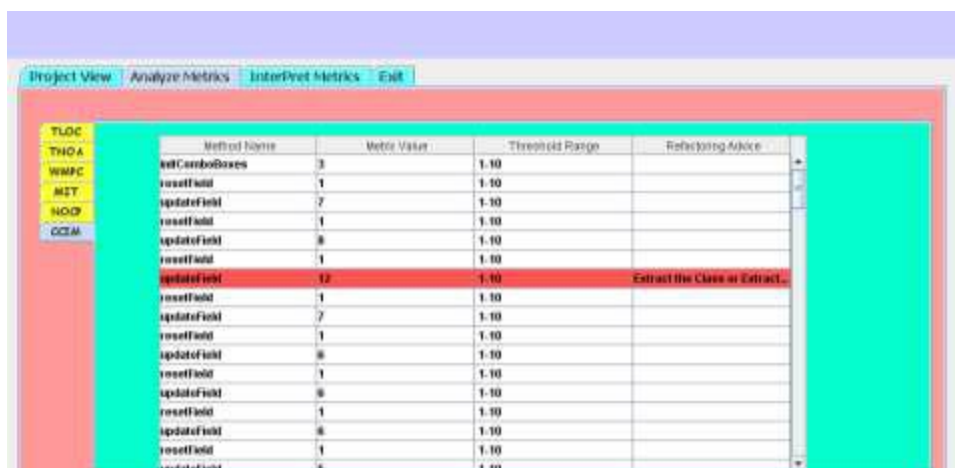 Project View Analyze Metrics InterPret Metrics Exit
TLOC
Method Name Metric Value Threshold Range Refactoring Advice
initComboBoxes 3 1-10
WMPC
resetField 1 1-10
MIT
updateField 7 1-10
NOCP
resetField 1 1-10
CCIM
updateField 8 1-10
resetField 1 1-10
updateField 12 1-10 Extract the Class or Extract...
resetField 1 1-10
updateField 7 1-10
resetField 1 1-10
updateField 6 1-10
resetField 1 1-10
updateField 6 1-10
resetField 1 1-10
updateField 6 1-10
resetField 1 1-10